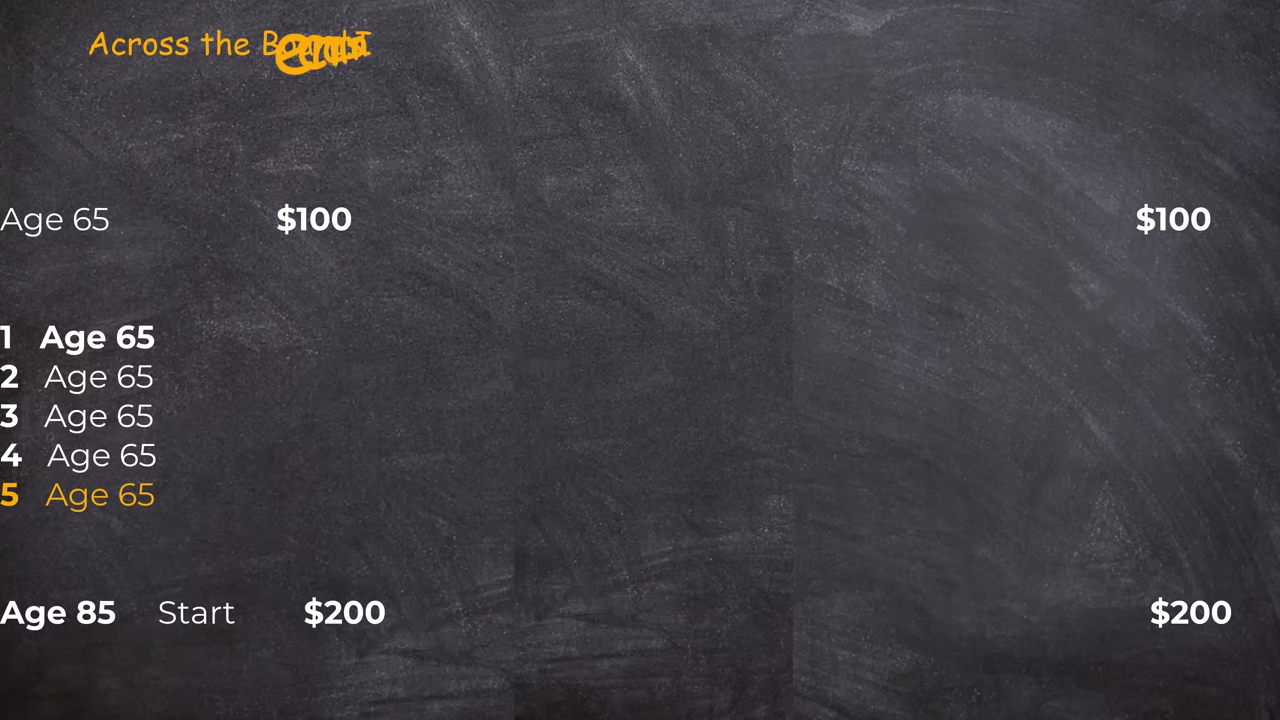 Across the
Age 65 $100 $100
1 Age 65
2 Age 65
3 Age 65
4 Age 65
5 Age 65
Age 85 Start $200 $200